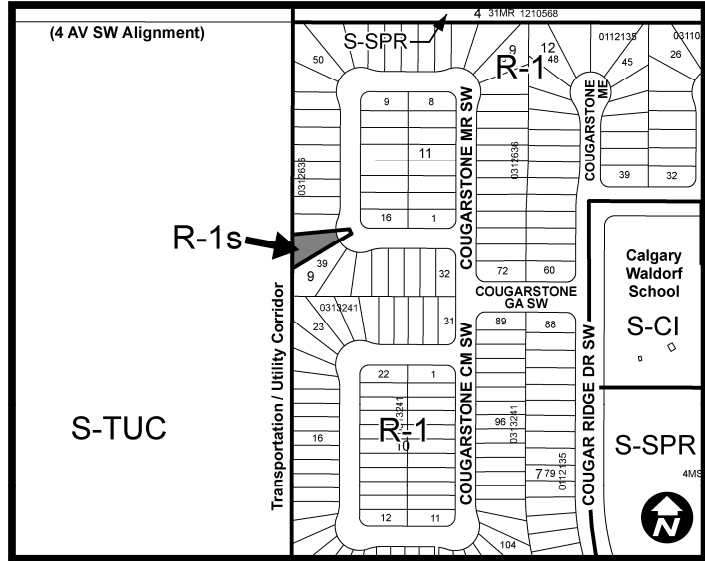 (4 AV SW Alignment)
S-SPR
4 31MR 1210568
50
9
R-1
12
48
0112135
45
26
COUGARSTONE
ME
9 8
11
16 1
COUGARSTONE MR SW
0312636
0312636
39 32
R-1s
39
9
32
72 60
COUGARSTONE
GA SW
Calgary
Waldorf
School
S-CI
0313241
23
31
89 88
Transportation / Utility Corridor
22 1
R-1
10
16
12 11
COUGARSTONE CM SW
96
0313241
7 79
0112135
104
COUGAR RIDGE DR SW
S-TUC
S-SPR
N